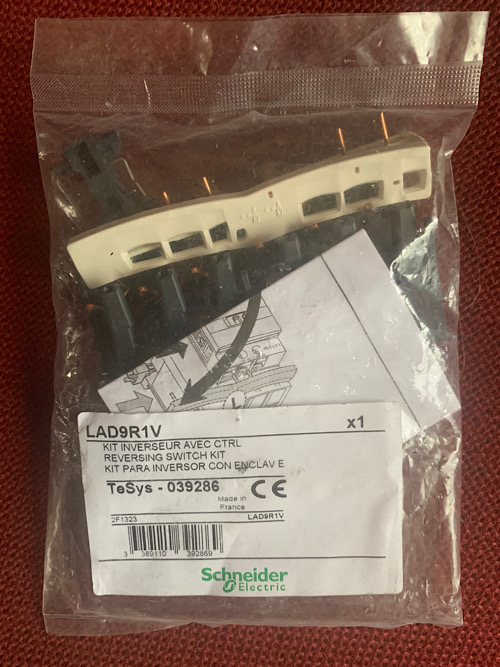 LAD9R1V
x1
KIT INVERSEUR AVEC CTRL
REVERSING SWITCH KIT
KIT PARA INVERSOR CON ENCLAV E
TeSys - 039286
Made in
France
CE
2F1323
LAD9R1V
3 389110 392869
Schneider
Electric